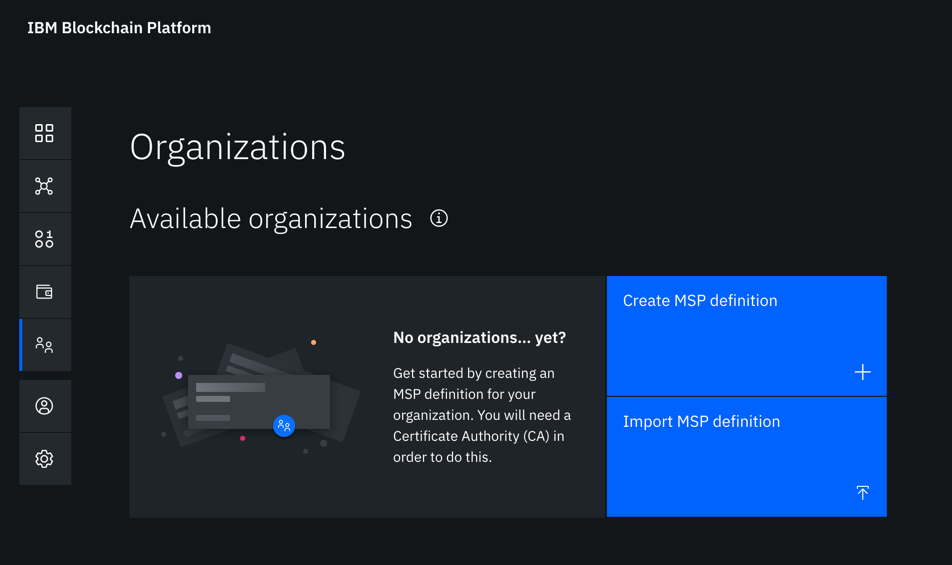 IBM Blockchain Platform
Organizations
Available organizations
No organizations... yet?
Get started by creating an
MSP definition for your
organization. You will need a
Certificate Authority (CA) in
order to do this.
Create MSP definition
Import MSP definition